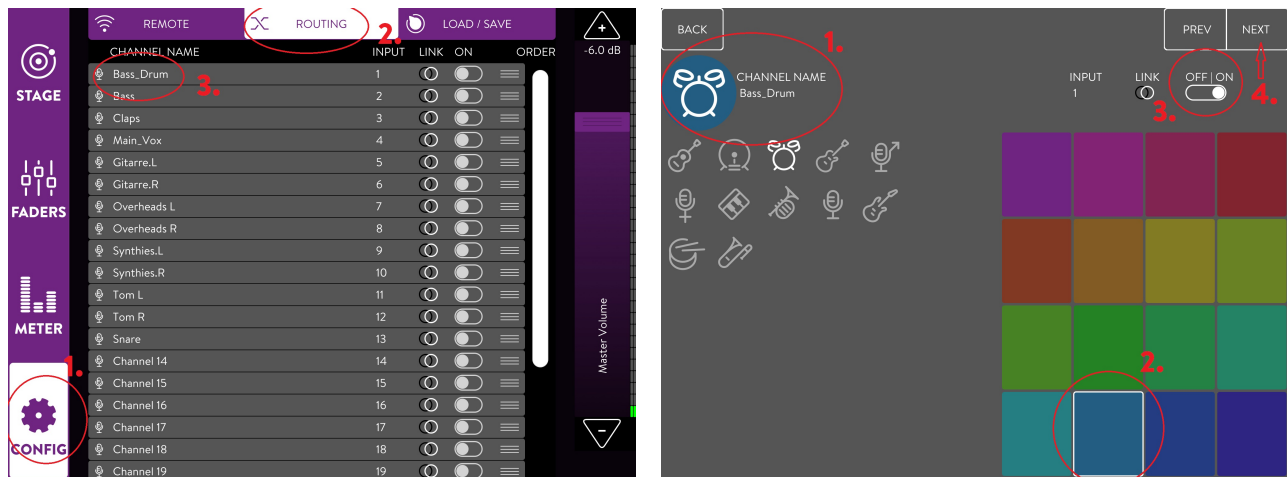 REMOTE
ROUTING
LOAD / SAVE
+
2.
CHANNEL NAME INPUT LINK ON ORDER
-6.0 dB
Bass_Drum 1
3.
Bass 2
Claps 3
Main_Vox 4
Gitarre.L 5
Gitarre.R 6
Overheads L 7
Overheads R 8
Synthies.L 9
Synthies.R 10
Tom L 11
Tom R 12
Snare 13
Channel 14 14
Channel 15 15
Channel 16 16
Channel 17 17
Channel 18 18
Channel 19 19
STAGE
FADERS
METER
1.
CONFIG
Master Volume
-
BACK
PREV
NEXT
1.
CHANNEL NAME INPUT LINK OFF | ON
Bass_Drum 1
3.
4.
2.